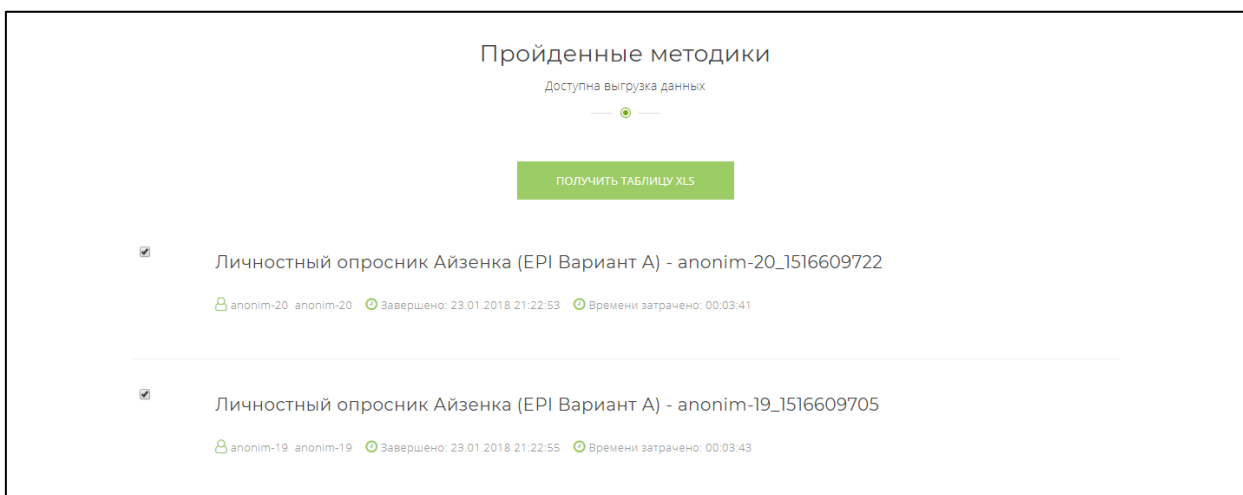 Пройденные методики
Доступна выгрузка данных
ПОЛУЧИТЬ ТАБЛИЦУ XLS
Личностный опросник Айзенка (EPI Вариант А) - anonim-20_1516609722
anonim-20 anonim-20 Завершено: 23.01.2018 21:22:53 Времени затрачено: 00:03:41
Личностный опросник Айзенка (EPI Вариант А) - anonim-19_1516609705
anonim-19 anonim-19 Завершено: 23.01.2018 21:22:55 Времени затрачено: 00:03:43